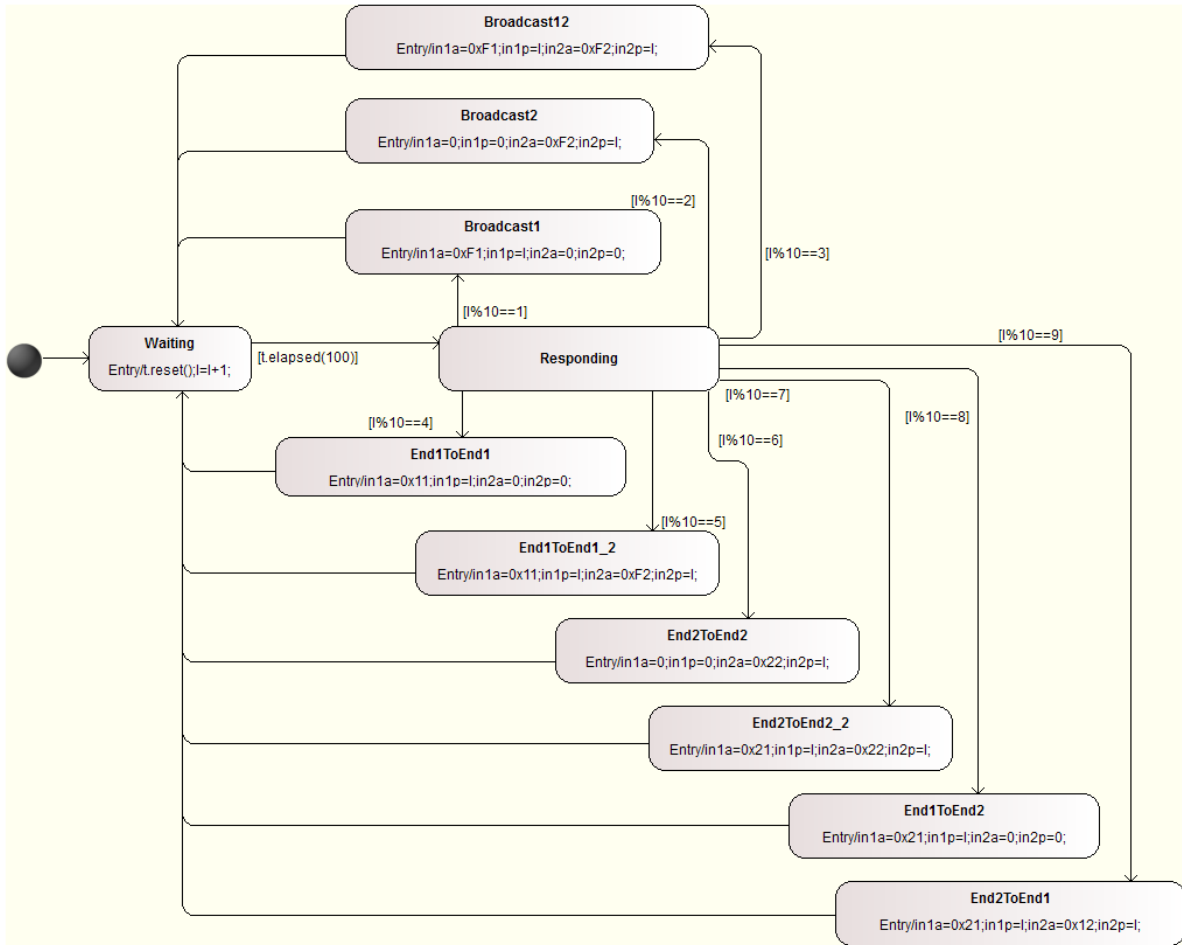 Broadcast12
Entry/in1a=0xF1;in1p=I;in2a=0xF2;in2p=I;
Broadcast2
Entry/in1a=0;in1p=0;in2a=0xF2;in2p=I;
[I%10==2]
Broadcast1
Entry/in1a=0xF1;in1p=I;in2a=0;in2p=0;
[I%10==3]
[I%10==1]
Waiting
Entry/t.reset();I=I+1;
[t.elapsed(100)]
Responding
[I%10==9]
[I%10==7]
[I%10==8]
[I%10==4]
[I%10==6]
End1ToEnd1
Entry/in1a=0x11;in1p=I;in2a=0;in2p=0;
[I%10==5]
End1ToEnd1_2
Entry/in1a=0x11;in1p=I;in2a=0xF2;in2p=I;
End2ToEnd2
Entry/in1a=0;in1p=0;in2a=0x22;in2p=I;
End2ToEnd2_2
Entry/in1a=0x21;in1p=I;in2a=0x22;in2p=I;
End1ToEnd2
Entry/in1a=0x21;in1p=I;in2a=0;in2p=0;
End2ToEnd1
Entry/in1a=0x21;in1p=I;in2a=0x12;in2p=I;